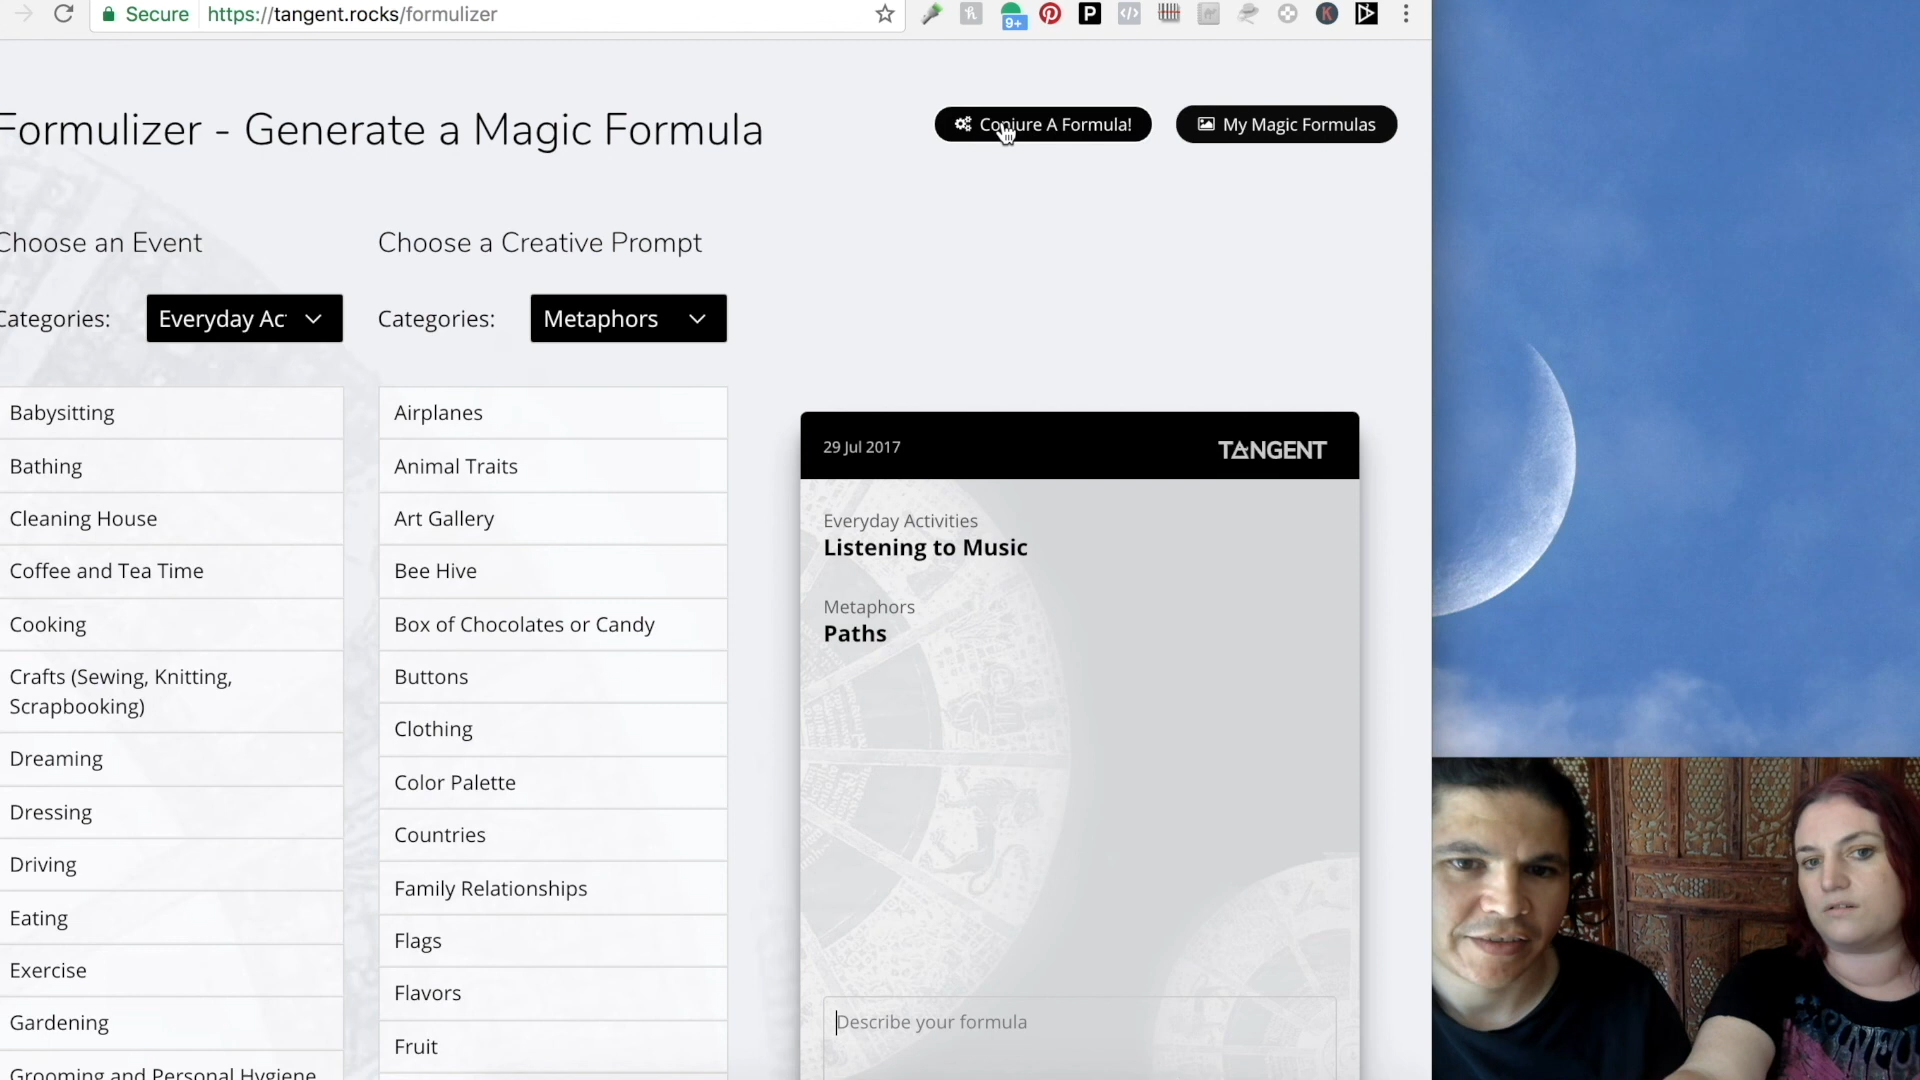 Secure https://tangent.rocks/formulizer
9+
P
K
Formulizer - Generate a Magic Formula
Conjure A Formula!
My Magic Formulas
Choose an Event
Choose a Creative Prompt
Categories: Everyday Ac
Categories: Metaphors
Babysitting
Bathing
Cleaning House
Coffee and Tea Time
Cooking
Crafts (Sewing, Knitting,
Scrapbooking)
Dreaming
Dressing
Driving
Eating
Exercise
Gardening
Grooming and Personal Hygiene
Airplanes
Animal Traits
Art Gallery
Bee Hive
Box of Chocolates or Candy
Buttons
Clothing
Color Palette
Countries
Family Relationships
Flags
Flavors
Fruit
29 Jul 2017
TANGENT
Everyday Activities
Listening to Music
Metaphors
Paths
Describe your formula